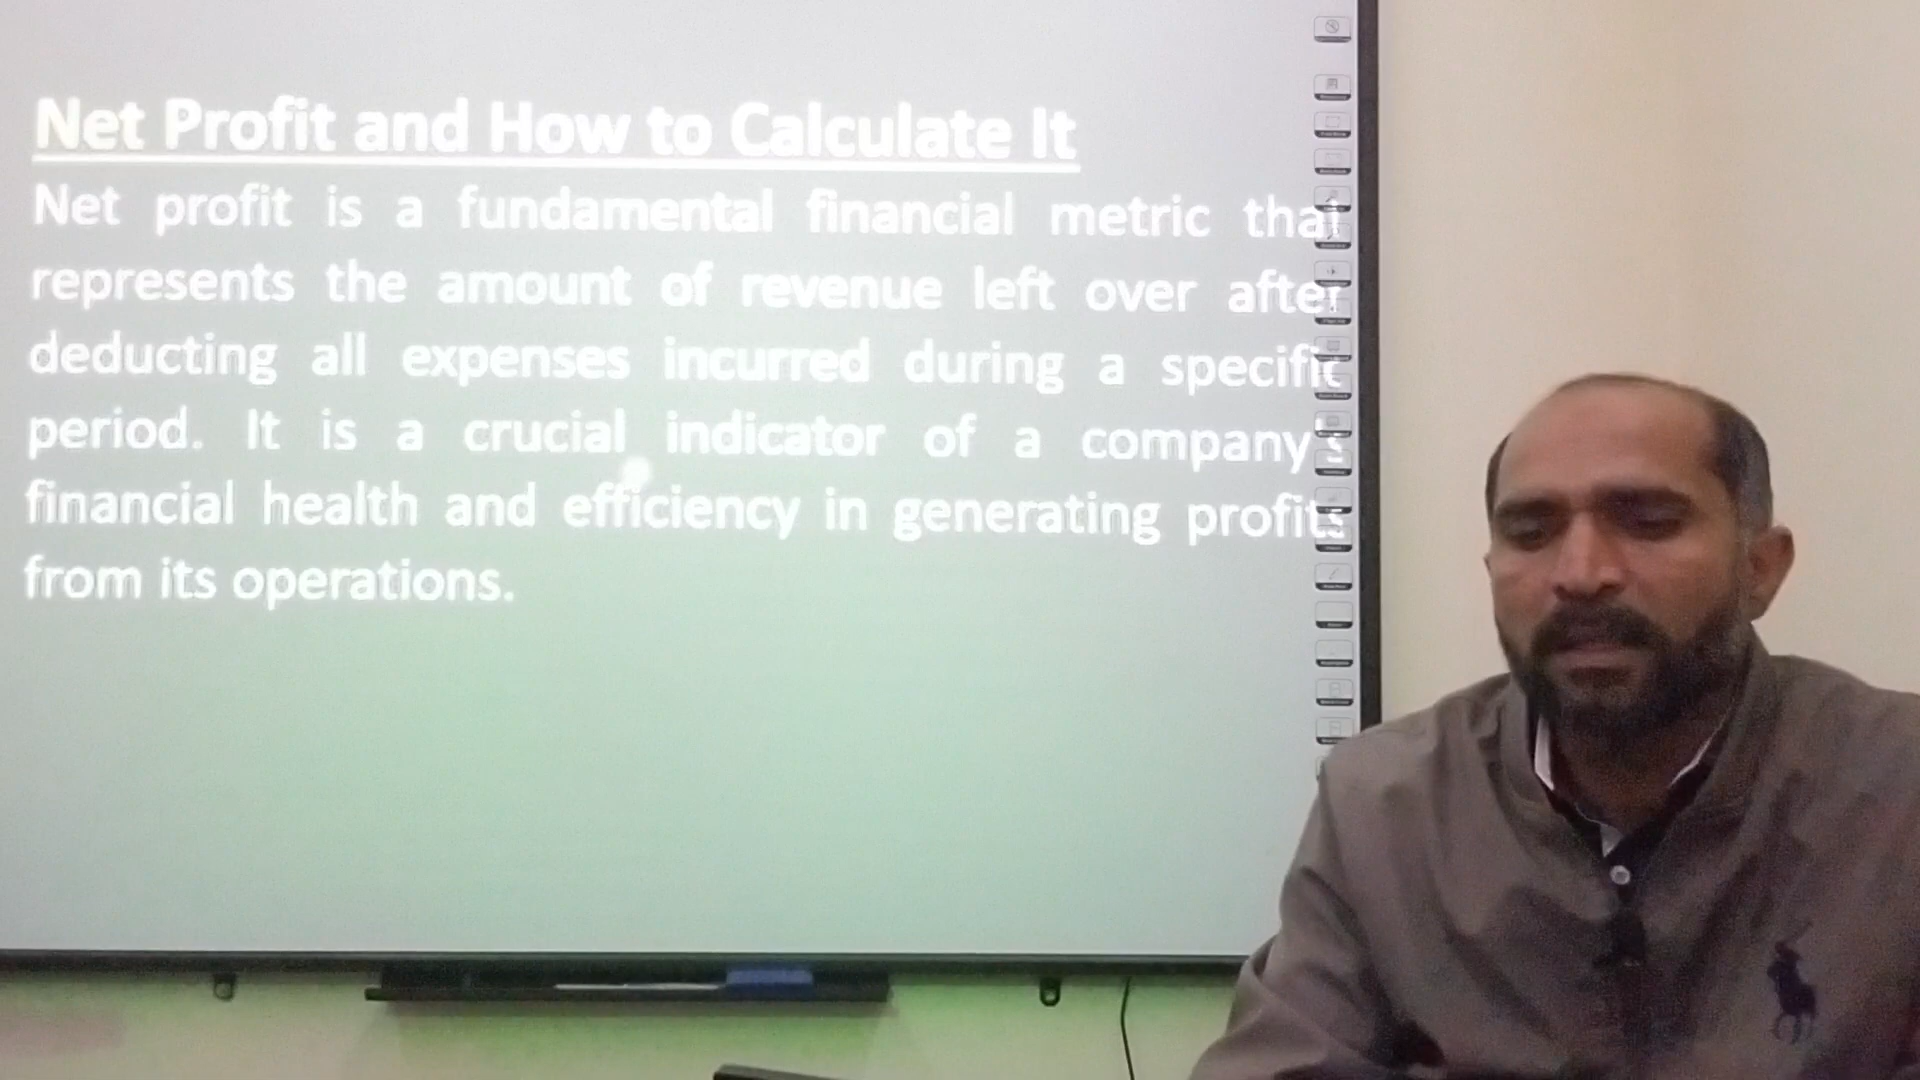 Net Profit and How to Calculate It
Net profit is a fundamental financial metric that
represents the amount of revenue left over after
deducting all expenses incurred during a specific
period. It is a crucial indicator of a company's
financial health and efficiency in generating profits
from its operations.